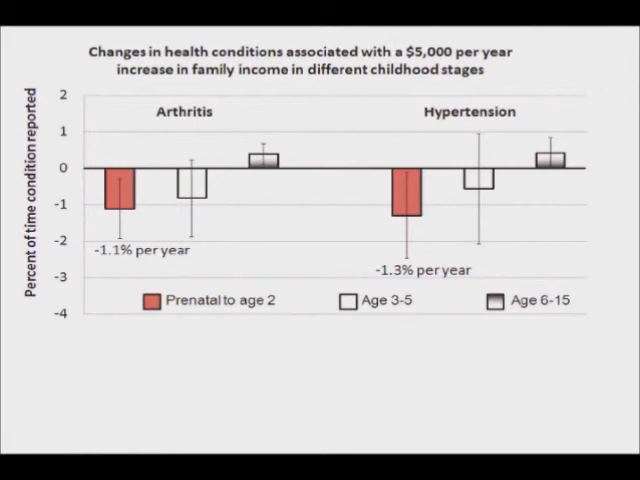 Changes in health conditions associated with a $5,000 per year
increase in family income in different childhood stages
Percent of time condition reported
2
1
0
-1
-2
-3
-4
Arthritis
Hypertension
-1.1% per year
-1.3% per year
Prenatal to age 2
Age 3-5
Age 6-15